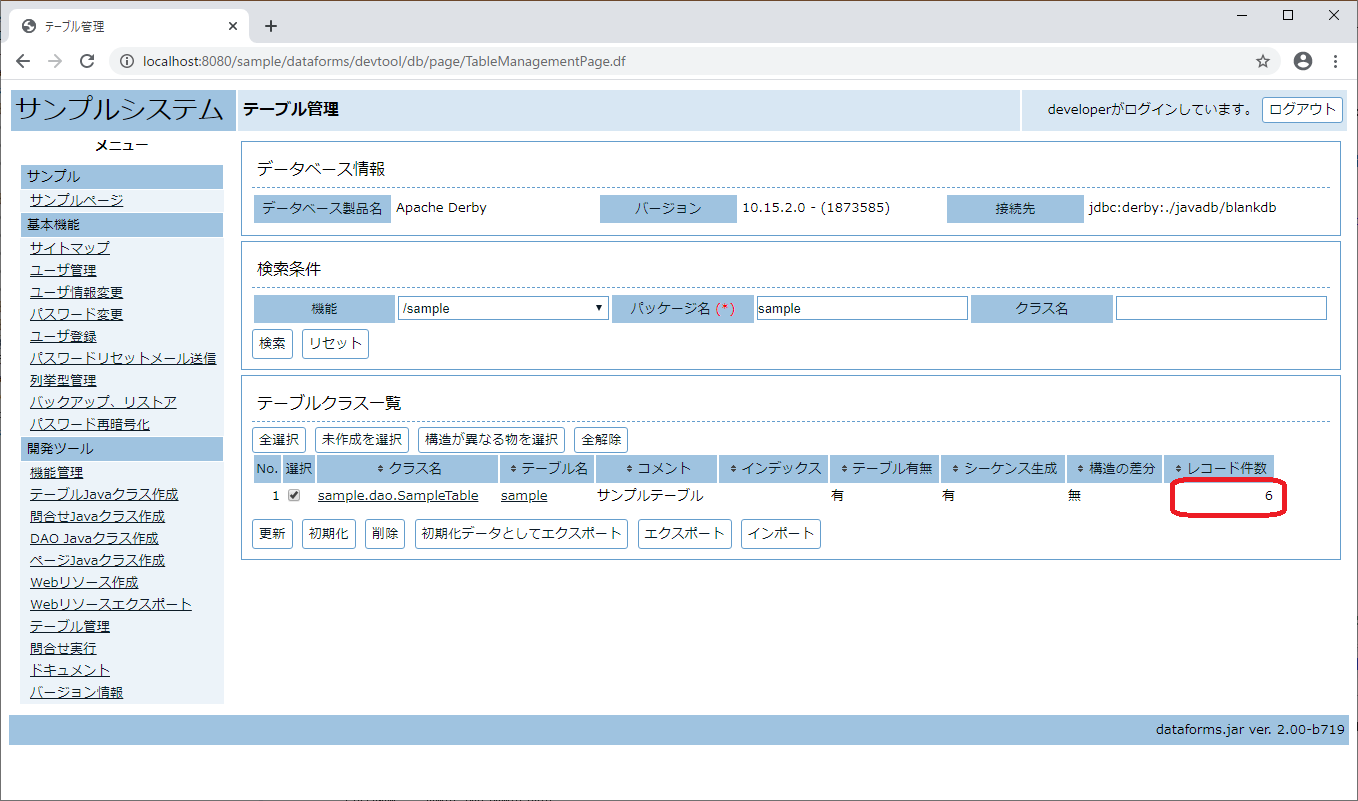 テーブル管理
localhost:8080/sample/dataforms/devtool/db/page/TableManagementPage.df
サンプルシステム
テーブル管理
developerがログインしています。 ログアウト
メニュー
サンプル
サンプルページ
基本機能
サイトマップ
ユーザ管理
ユーザ情報変更
パスワード変更
ユーザ登録
パスワードリセットメール送信
列挙型管理
バックアップ、リストア
パスワード再暗号化
開発ツール
機能管理
テーブルJavaクラス作成
問合せJavaクラス作成
DAO Javaクラス作成
ページJavaクラス作成
Webリソース作成
Webリソースエクスポート
テーブル管理
問合せ実行
ドキュメント
バージョン情報
データベース情報
データベース製品名 Apache Derby バージョン 10.15.2.0 - (1873585) 接続先 jdbc:derby:./javadb/blankdb
検索条件
機能 /sample パッケージ名 (*) sample クラス名
検索 リセット
テーブルクラス一覧
全選択 未作成を選択 構造が異なる物を選択 全解除
No. 選択 クラス名 テーブル名 コメント インデックス テーブル有無 シーケンス生成 構造の差分 レコード件数
1 sample.dao.SampleTable sample サンプルテーブル 有 有 無 6
更新 初期化 削除 初期化データとしてエクスポート エクスポート インポート
dataforms.jar ver. 2.00-b719